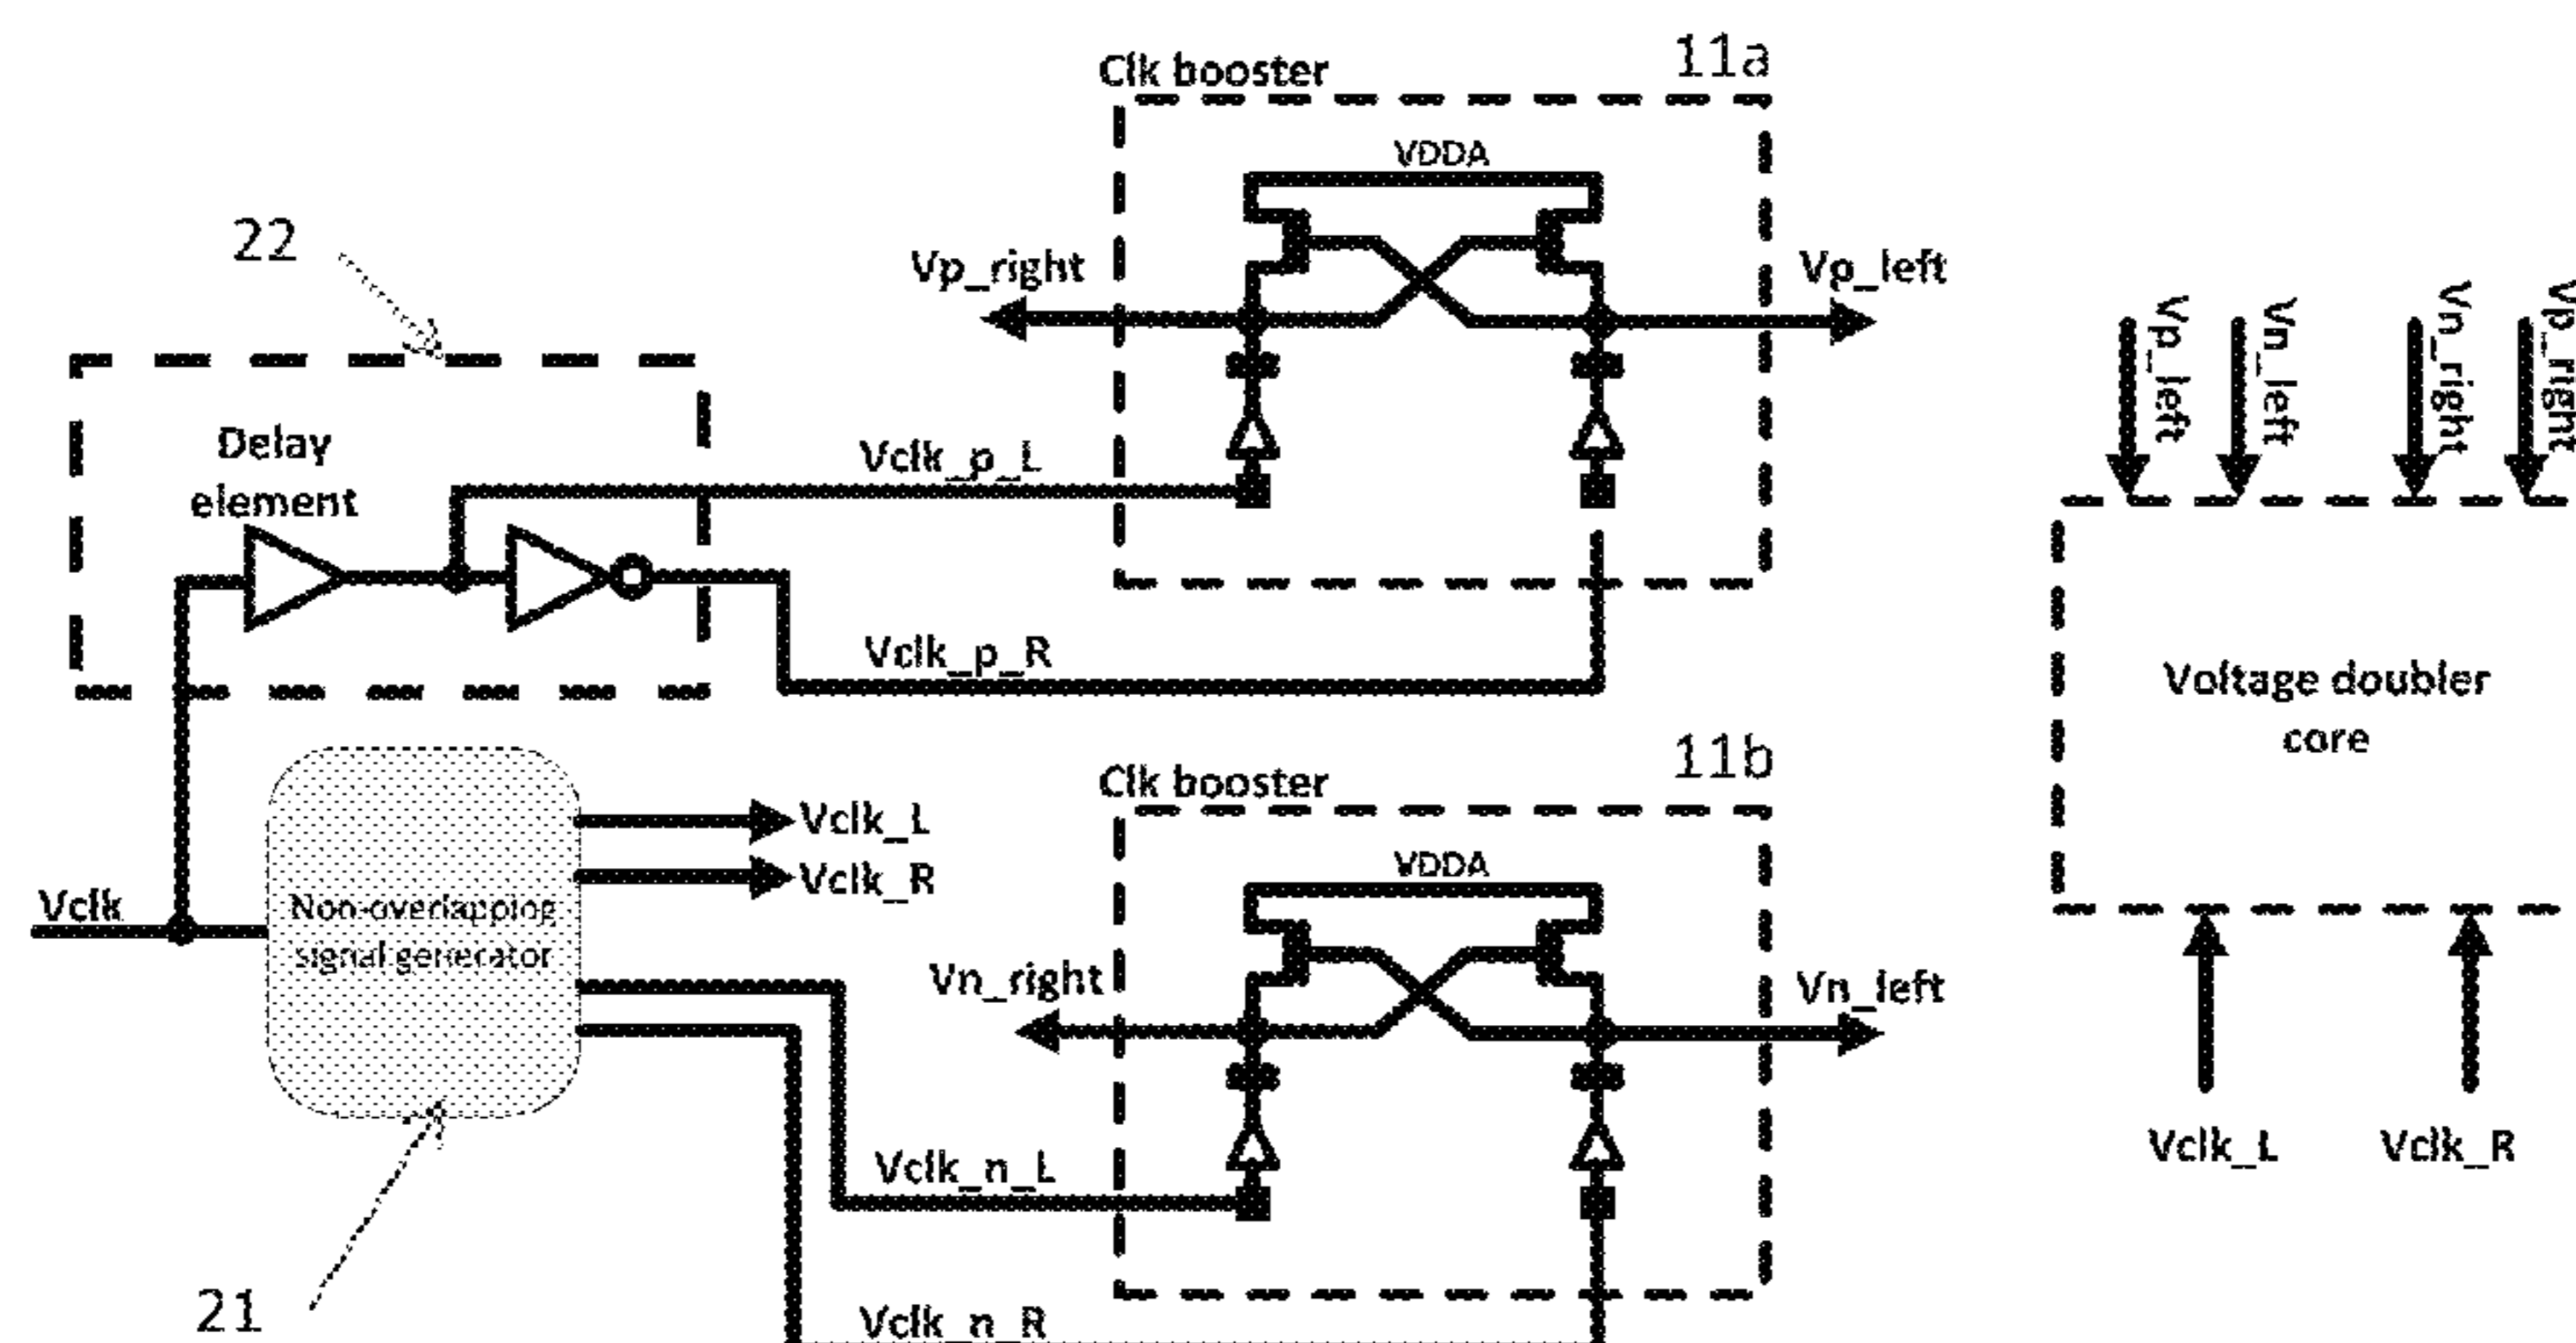 Clk booster
11a
VDDA
22
Vp_right
Vp_left
Vp_left
Vn_left
Vn_right
Vp_right
Delay
element
Vclk_p_L
Vclk_p_R
Voltage doubler
core
Clk booster
11b
Vclk_L
Vclk_R
VDDA
Vclk
Non-overlapping
signal generator
Vn_right
Vn_left
Vclk_n_L
Vclk_L
Vclk_R
21
Vclk_n_R